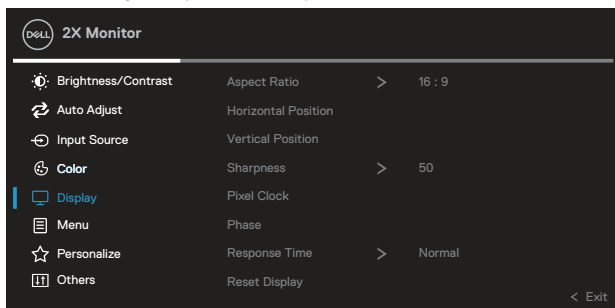 DELL 2X Monitor
Brightness/Contrast Aspect Ratio > 16 : 9
Auto Adjust Horizontal Position
Input Source Vertical Position
Color Sharpness > 50
Display Pixel Clock
Menu Phase
Personalize Response Time > Normal
Others Reset Display
< Exit